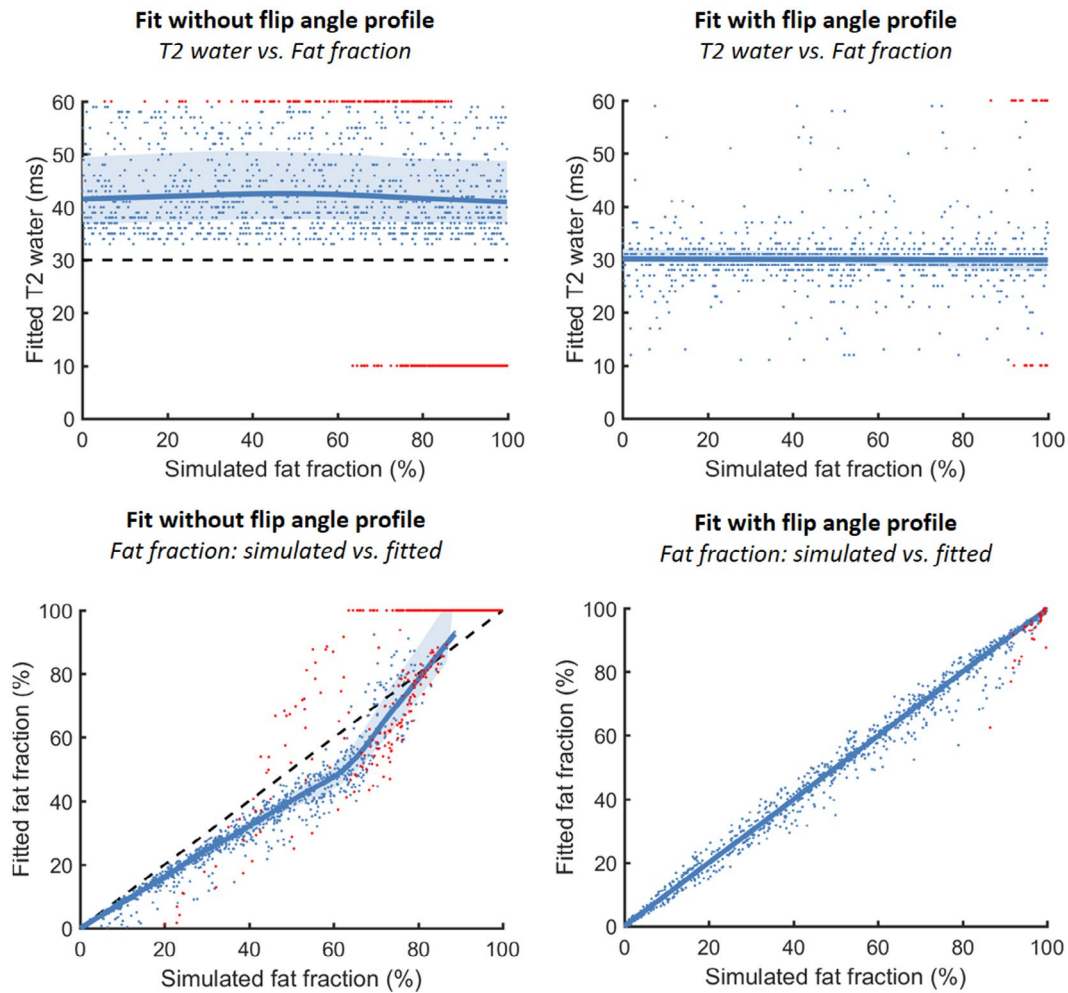 Fit without flip angle profile
T2 water vs. Fat fraction
60
50
40
30
20
10
0
Fitted T2 water (ms)
0 20 40 60 80 100
Simulated fat fraction (%)
Fit with flip angle profile
T2 water vs. Fat fraction
60
50
40
30
20
10
0
Fitted T2 water (ms)
0 20 40 60 80 100
Simulated fat fraction (%)
Fit without flip angle profile
Fat fraction: simulated vs. fitted
100
80
60
40
20
0
Fitted fat fraction (%)
0 20 40 60 80 100
Simulated fat fraction (%)
Fit with flip angle profile
Fat fraction: simulated vs. fitted
100
80
60
40
20
0
Fitted fat fraction (%)
0 20 40 60 80 100
Simulated fat fraction (%)